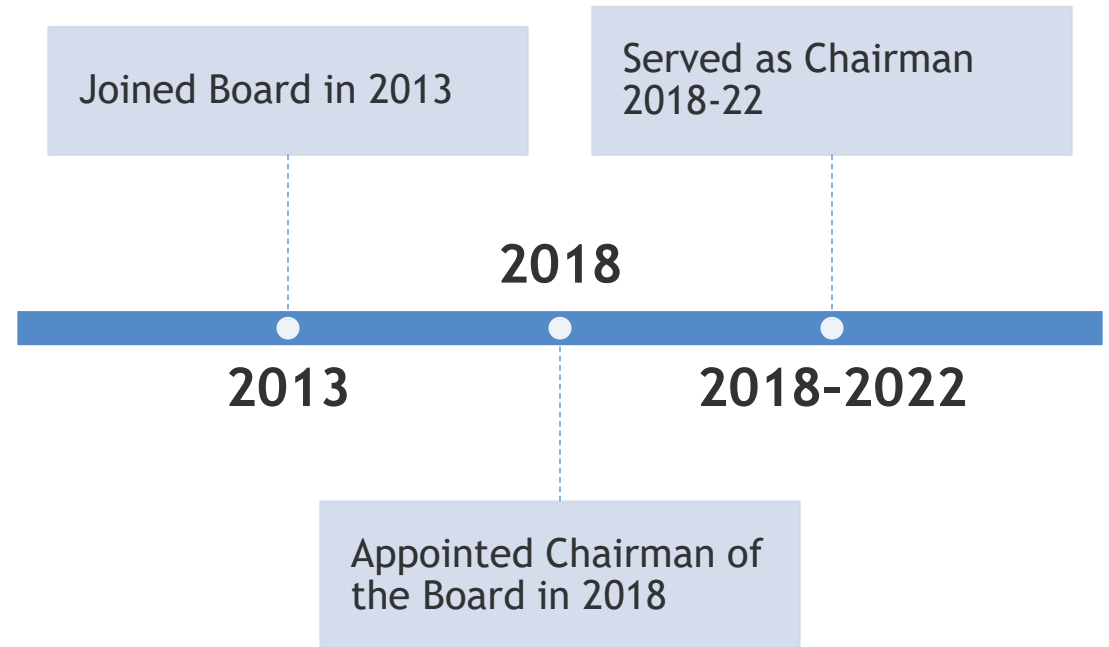 Joined Board in 2013
Served as Chairman
2018-22
2018
2013
2018-2022
Appointed Chairman of
the Board in 2018